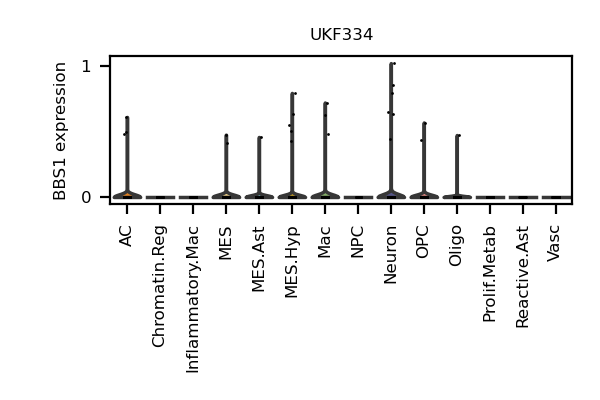 UKF334
BBS1 expression
1
0
AC
Chromatin.Reg
Inflammatory.Mac
MES
MES.Ast
MES.Hyp
Mac
NPC
Neuron
OPC
Oligo
Prolif.Metab
Reactive.Ast
Vasc